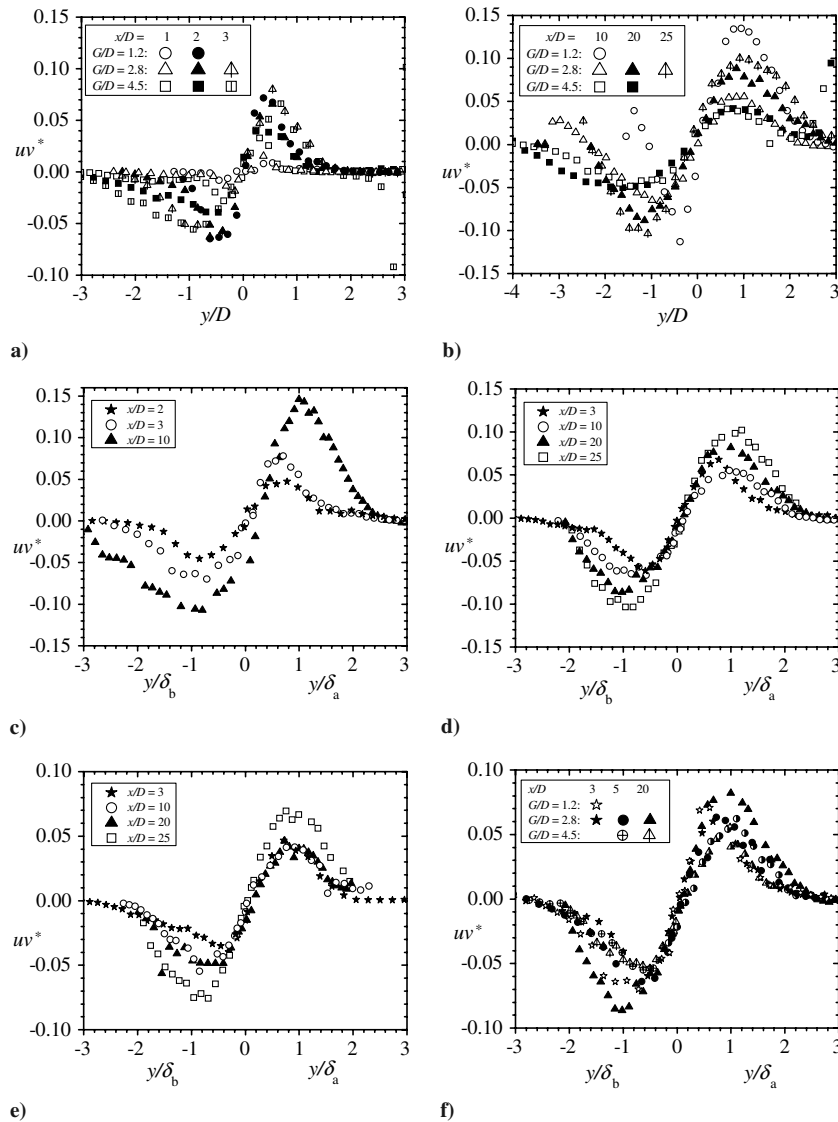 x/D = 1 2 3
G/D = 1.2:
G/D = 2.8:
G/D = 4.5:
0.15
0.10
0.05
0.00
-0.05
-0.10
uv*
-3 -2 -1 0 1 2 3
y/D
a)
x/D = 10 20 25
G/D = 1.2:
G/D = 2.8:
G/D = 4.5:
0.15
0.10
0.05
0.00
-0.05
-0.10
-0.15
uv*
-4 -3 -2 -1 0 1 2 3
y/D
b)
x/D = 2
x/D = 3
x/D = 10
0.15
0.10
0.05
0.00
-0.05
-0.10
-0.15
uv*
-3 -2 -1 0 1 2 3
y/δb y/δa
c)
x/D = 3
x/D = 10
x/D = 20
x/D = 25
0.15
0.10
0.05
0.00
-0.05
-0.10
-0.15
uv*
-3 -2 -1 0 1 2 3
y/δb y/δa
d)
x/D = 3
x/D = 10
x/D = 20
x/D = 25
0.10
0.05
0.00
-0.05
-0.10
uv*
-3 -2 -1 0 1 2 3
y/δb y/δa
e)
x/D 3 5 20
G/D = 1.2:
G/D = 2.8:
G/D = 4.5:
0.10
0.05
0.00
-0.05
-0.10
uv*
-3 -2 -1 0 1 2 3
y/δb y/δa
f)